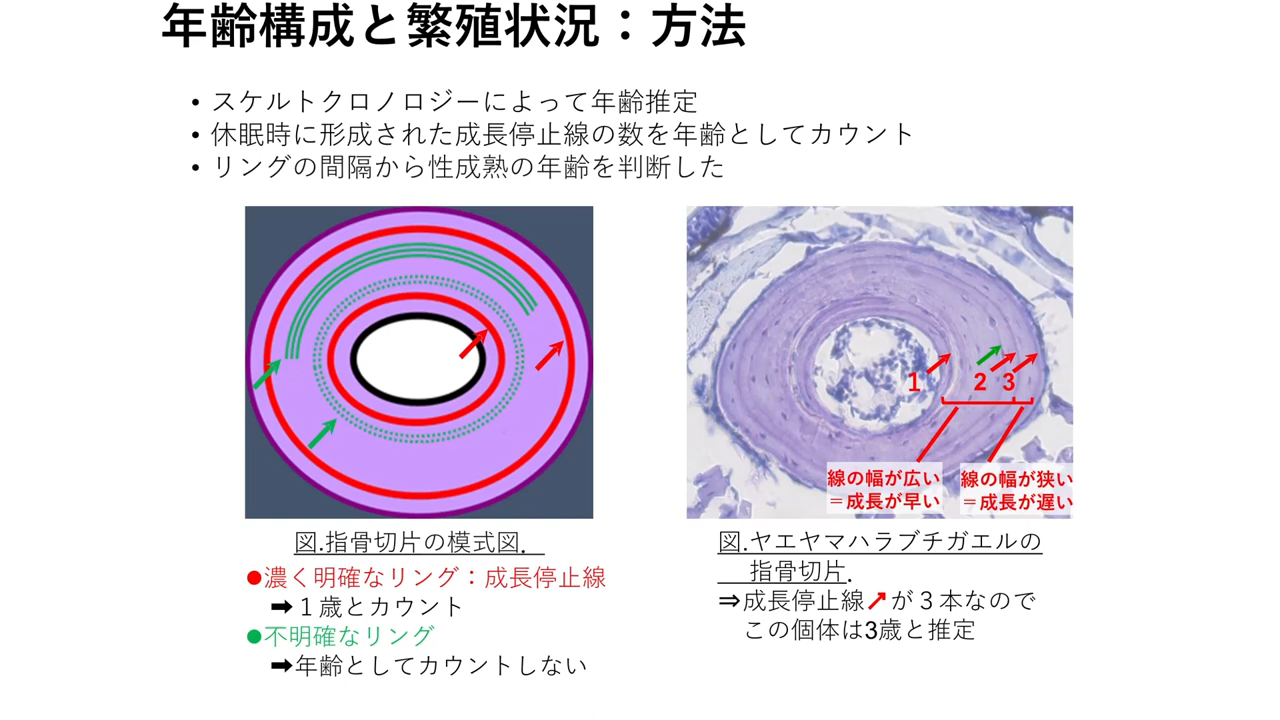 年齢構成と繁殖状況：方法
• スケルトクロノロジーによって年齢推定
• 休眠時に形成された成長停止線の数を年齢としてカウント
• リングの間隔から性成熟の年齢を判断した
1
2
3
線の幅が広い
＝成長が早い
線の幅が狭い
＝成長が遅い
図.指骨切片の模式図.
●濃く明確なリング：成長停止線
➡１歳とカウント
●不明確なリング
➡年齢としてカウントしない
図.ヤエヤマハラブチガエルの
指骨切片.
⇒成長停止線↗が３本なので
この個体は3歳と推定